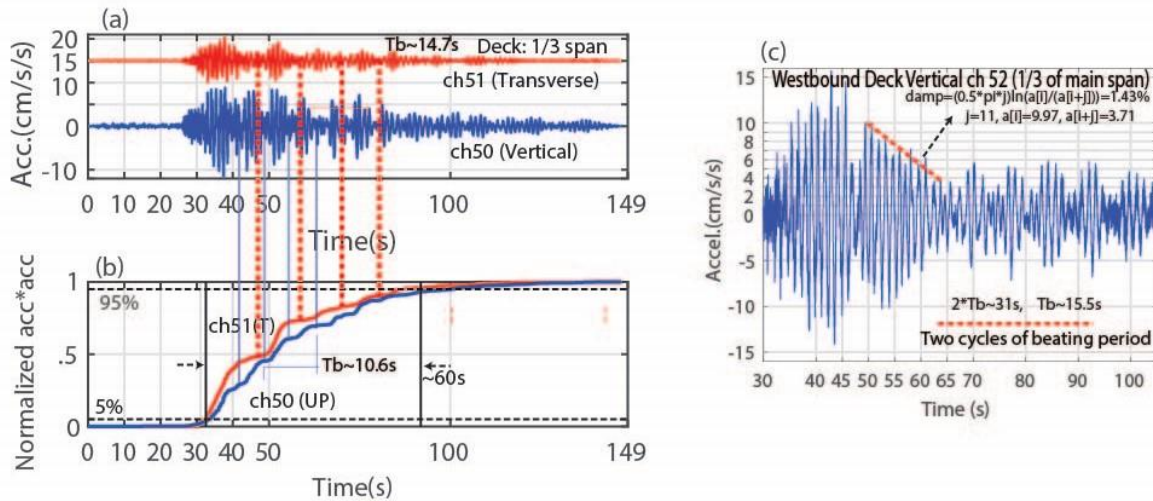 (a)
Acc.(cm/s/s)
20
15
10
0
-10
Tb~14.7s
Deck: 1/3 span
ch51 (Transverse)
ch50 (Vertical)
0 10 20 30 40 50 100 149
Time(s)
(b)
Normalized acc*acc
1
.5
0
95%
5%
ch51(T)
Tb~10.6s
~60s
ch50 (UP)
0 10 20 30 40 50 100 149
Time(s)
(c)
Westbound Deck Vertical ch 52 (1/3 of main span)
damp=(0.5*pi*j)ln(a[i]/(a[i+j]))=1.43%
j=11, a[i]=9.97, a[i+j]=3.71
Accel.(cm/s/s)
15
10
8
6
4
2
0
-5
-10
-15
2*Tb~31s, Tb~15.5s
Two cycles of beating period
30 40 45 50 55 60 65 70 80 90 100
Time (s)